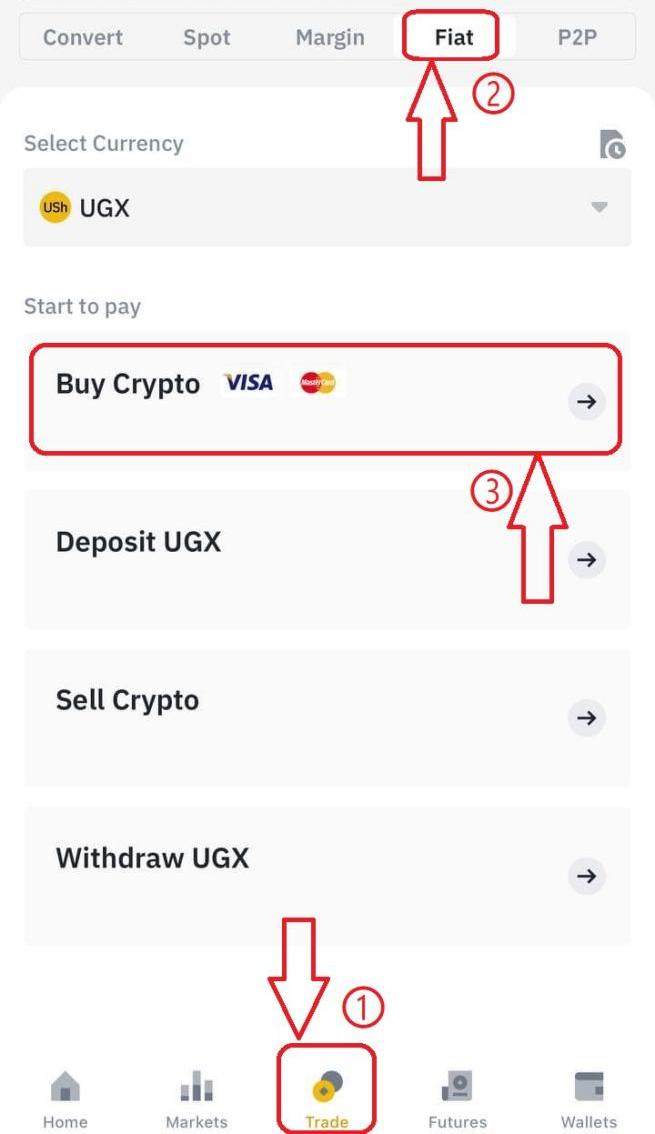 Convert Spot Margin Fiat P2P
②
Select Currency
USh UGX
Start to pay
Buy Crypto VISA MasterCard
③
Deposit UGX
Sell Crypto
Withdraw UGX
①
Home Markets Trade Futures Wallets